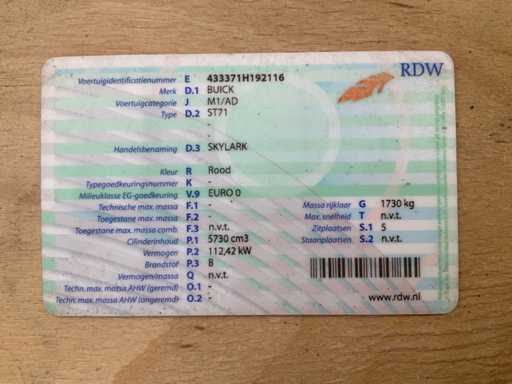 RDW
Voertuigidentificatienummer E 433371H192116
Merk D.1 BUICK
Voertuigcategorie J M1/AD
Type D.2 ST71
-
-
Handelsbenaming D.3 SKYLARK
-
Kleur R Rood
Typegoedkeuringsnummer K -
Milieuklasse EG-goedkeuring V.9 EURO 0
Technische max. massa F.1 -
Toegestane max. massa F.2 -
Toegestane max. massa comb. F.3 n.v.t.
Cilinderinhoud P.1 5730 cm3
Vermogen P.2 112,42 kW
Brandstof P.3 B
Vermogen/massa Q n.v.t.
Techn. max. massa AHW (geremd) O.1 -
Techn. max. massa AHW (ongeremd) O.2 -
Massa rijklaar G 1730 kg
Max. snelheid T n.v.t.
Zitplaatsen S.1 5
Staanplaatsen S.2 n.v.t.
www.rdw.nl